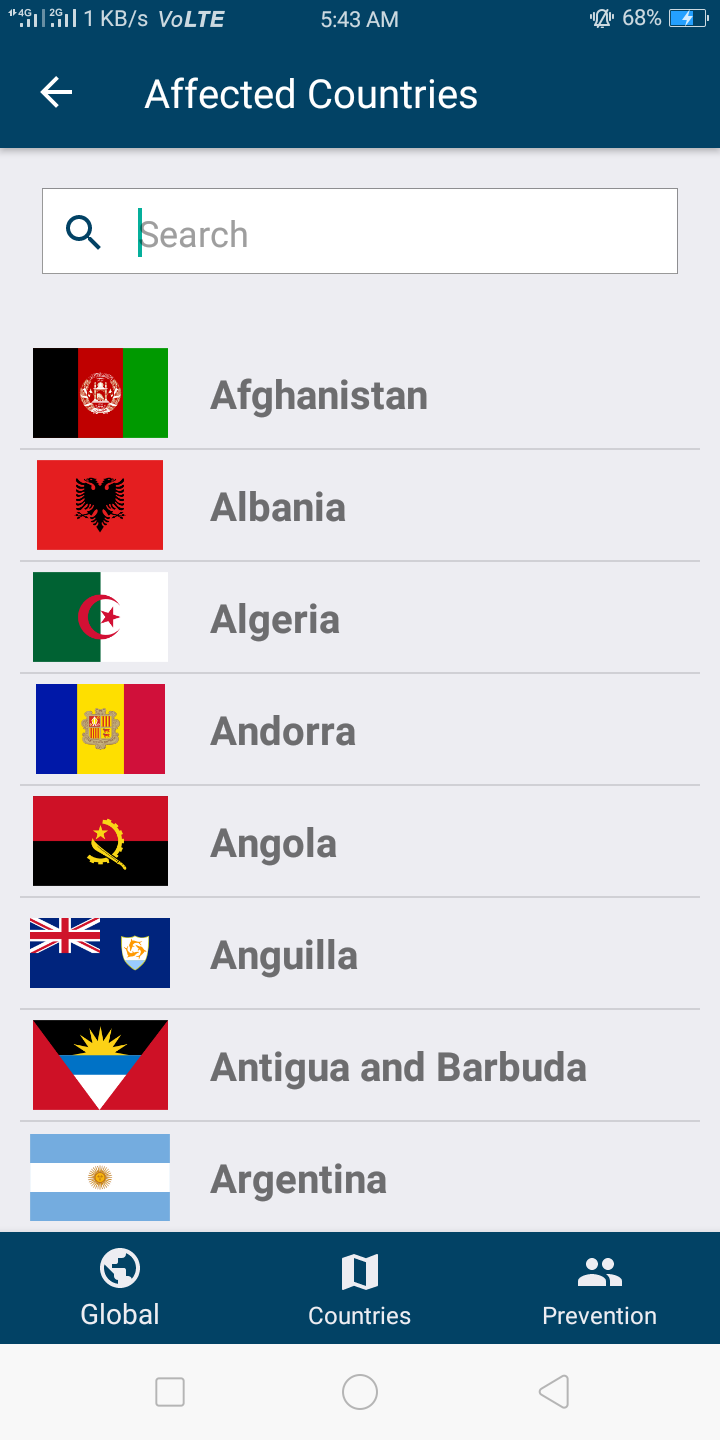 4G 2G 1 KB/s VoLTE 5:43 AM 68%
Affected Countries
Search
Afghanistan
Albania
Algeria
Andorra
Angola
Anguilla
Antigua and Barbuda
Argentina
Global Countries Prevention